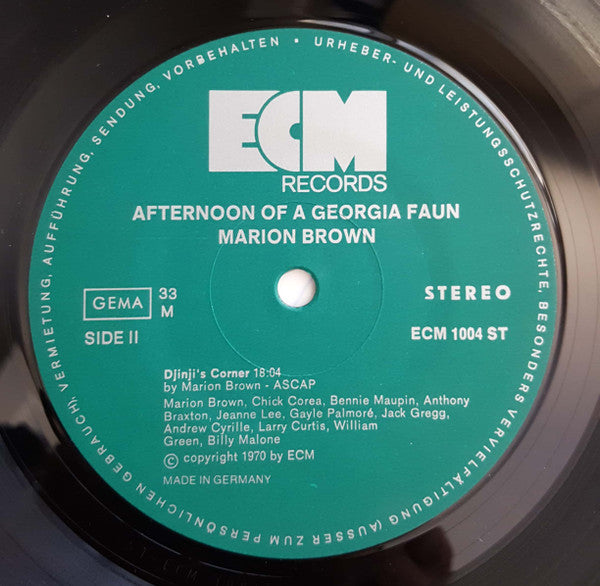 URHEBER- UND LEISTUNGSSCHUTZRECHTE, BESONDERS VERVIELFÄLTIGUNG (AUSSER ZUM PERSÖNLICHEN GEBRAUCH), VERMIETUNG, AUFFÜHRUNG, SENDUNG, VORBEHALTEN •
ECM
RECORDS
AFTERNOON OF A GEORGIA FAUN
MARION BROWN
GEMA 33 M
STEREO
SIDE II
ECM 1004 ST
Djinji's Corner 18:04
by Marion Brown - ASCAP
Marion Brown, Chick Corea, Bennie Maupin, Anthony
Braxton, Jeanne Lee, Gayle Palmoré, Jack Gregg,
Andrew Cyrille, Larry Curtis, William
Green, Billy Malone
© copyright 1970 by ECM
MADE IN GERMANY